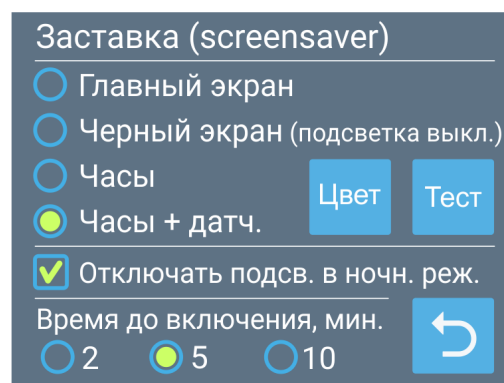 Заставка (screensaver)
Главный экран
Черный экран (подсветка выкл.)
Часы
Часы + датч.
Цвет
Тест
Отключать подсв. в ночн. реж.
Время до включения, мин.
2 5 10